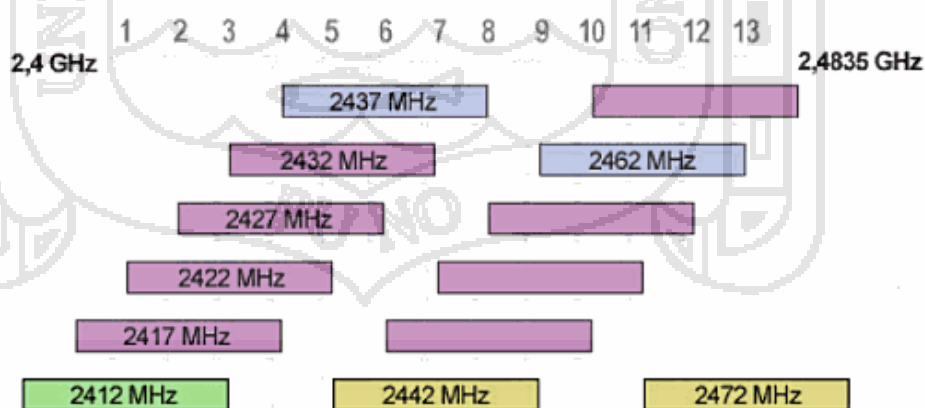 1 2 3 4 5 6 7 8 9 10 11 12 13
2,4 GHz 2,4835 GHz
2437 MHz
2432 MHz 2462 MHz
2427 MHz
2422 MHz
2417 MHz
2412 MHz 2442 MHz 2472 MHz